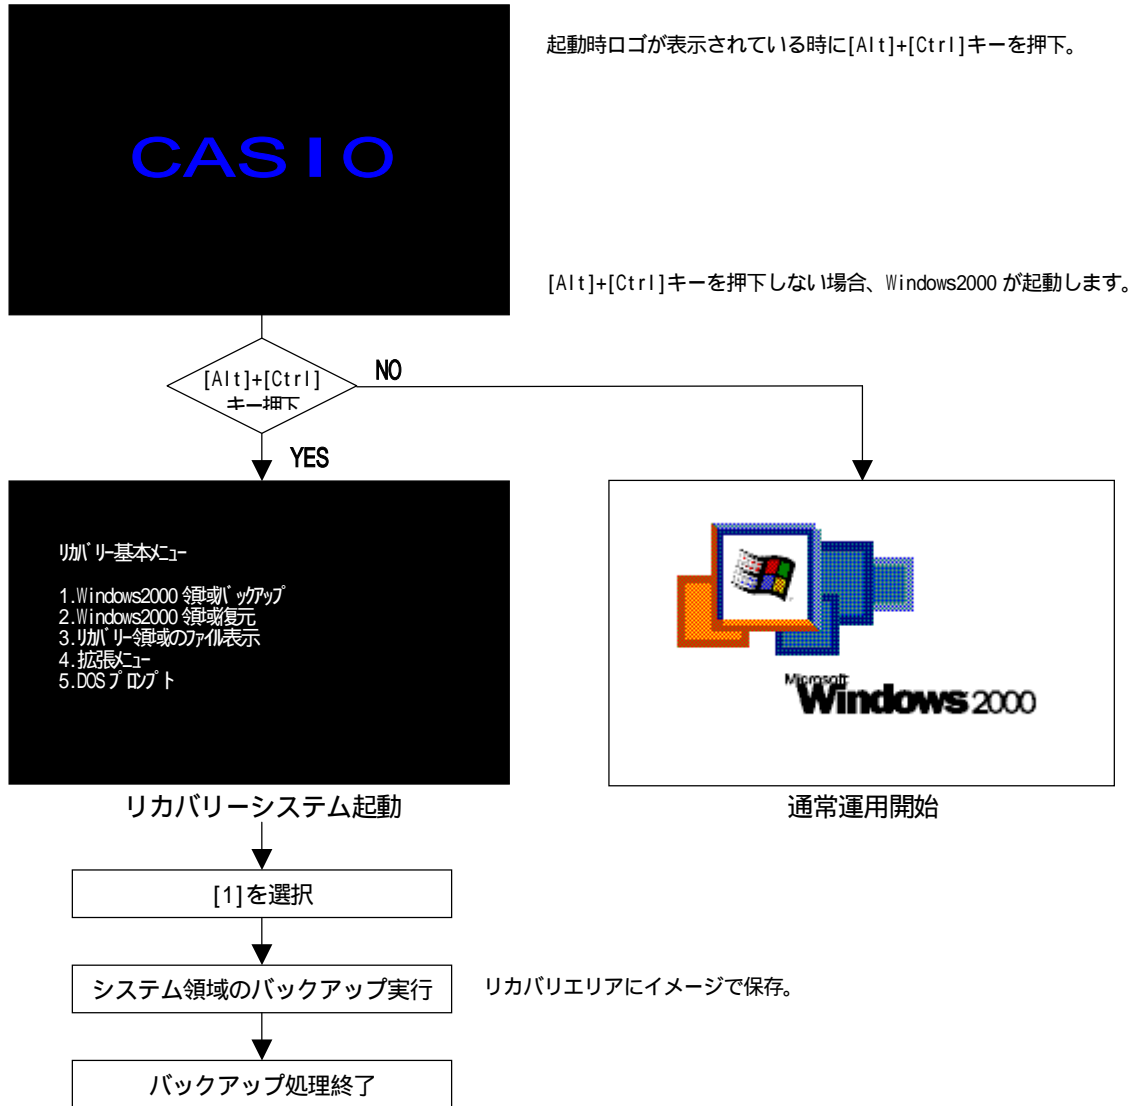 起動時ロゴが表示されている時に[Alt]+[Ctrl]キーを押下。
CASIO
[Alt]+[Ctrl]キーを押下しない場合、Windows2000 が起動します。
[Alt]+[Ctrl]
キー押下
NO
YES
ﾘｶﾊﾞﾘｰ基本ﾒﾆｭｰ
1.Windows2000 領域ﾊﾞｯｸｱｯﾌﾟ
2.Windows2000 領域復元
3.ﾘｶﾊﾞﾘｰ領域のﾌｧｲﾙ表示
4.拡張ﾒﾆｭｰ
5.DOSﾌﾟﾛﾝﾌﾟﾄ
Microsoft
Windows 2000
リカバリーシステム起動
通常運用開始
[1]を選択
システム領域のバックアップ実行
リカバリエリアにイメージで保存。
バックアップ処理終了